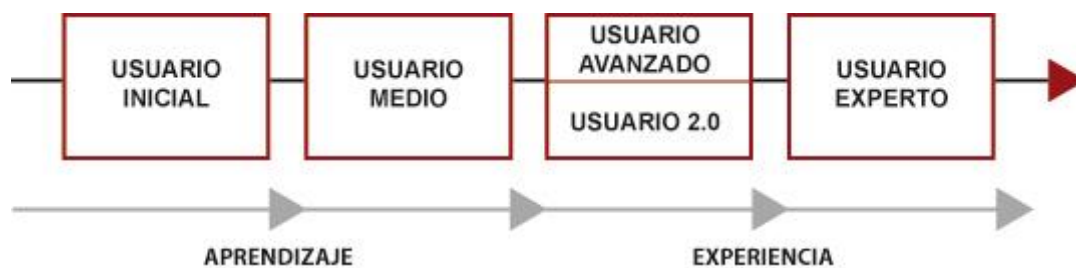 USUARIO
INICIAL
USUARIO
MEDIO
USUARIO
AVANZADO
USUARIO 2.0
USUARIO
EXPERTO
APRENDIZAJE
EXPERIENCIA